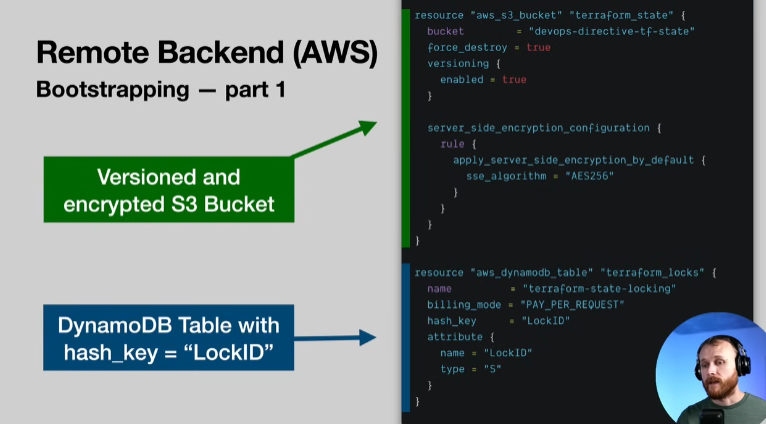 Remote Backend (AWS)
Bootstrapping — part 1
Versioned and
encrypted S3 Bucket
DynamoDB Table with
hash_key = “LockID”
resource "aws_s3_bucket" "terraform_state" {
  bucket        = "devops-directive-tf-state"
  force_destroy = true
  versioning {
    enabled = true
  }

  server_side_encryption_configuration {
    rule {
      apply_server_side_encryption_by_default {
        sse_algorithm = "AES256"
      }
    }
  }
}

resource "aws_dynamodb_table" "terraform_locks" {
  name         = "terraform-state-locking"
  billing_mode = "PAY_PER_REQUEST"
  hash_key     = "LockID"
  attribute {
    name = "LockID"
    type = "S"
  }
}